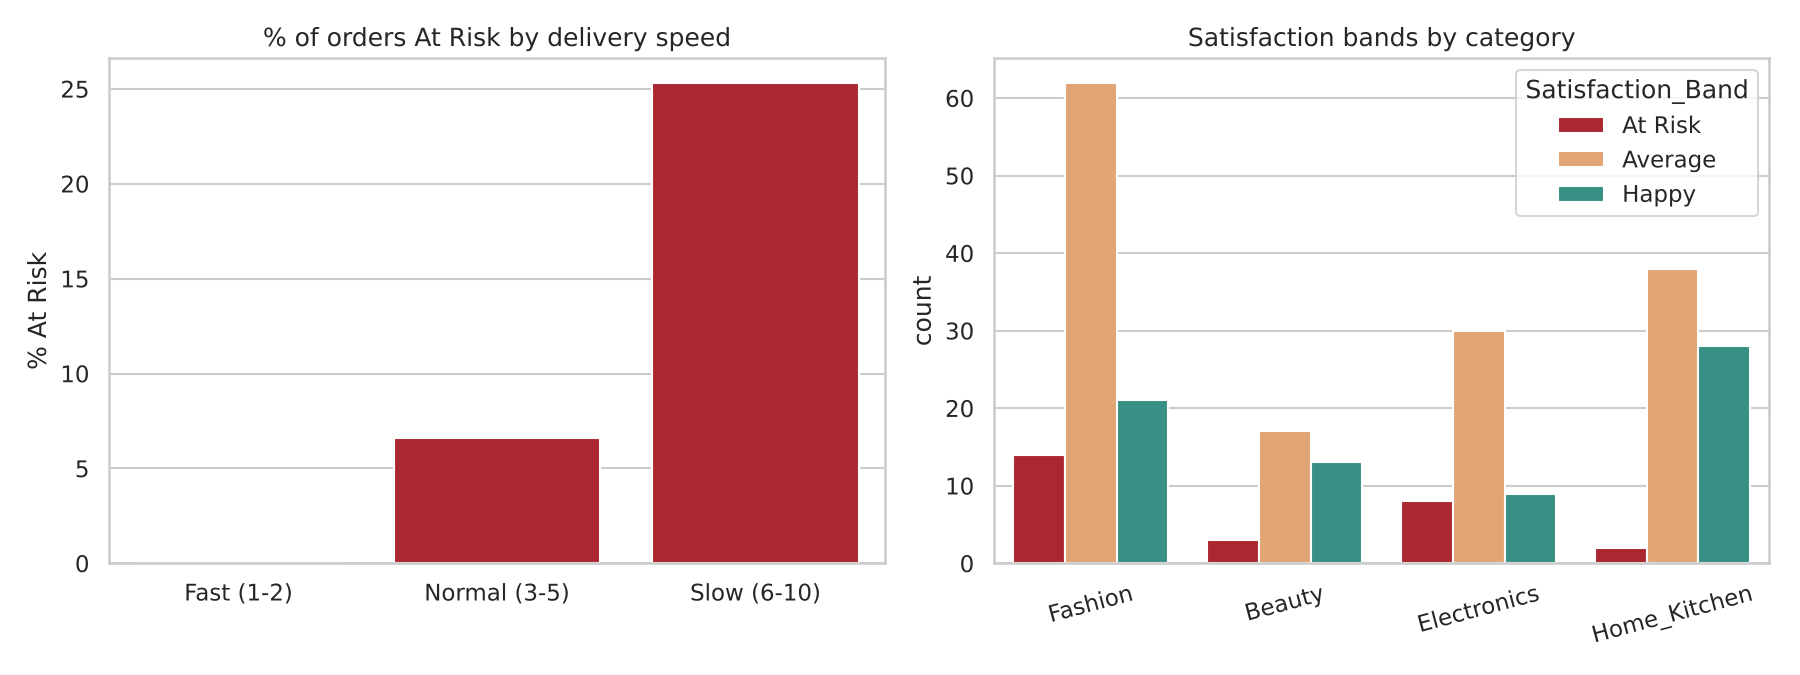 % of orders At Risk by delivery speed
% At Risk
25
20
15
10
5
0
Fast (1-2)
Normal (3-5)
Slow (6-10)
Satisfaction bands by category
count
60
50
40
30
20
10
0
Satisfaction_Band
At Risk
Average
Happy
Fashion
Beauty
Electronics
Home_Kitchen